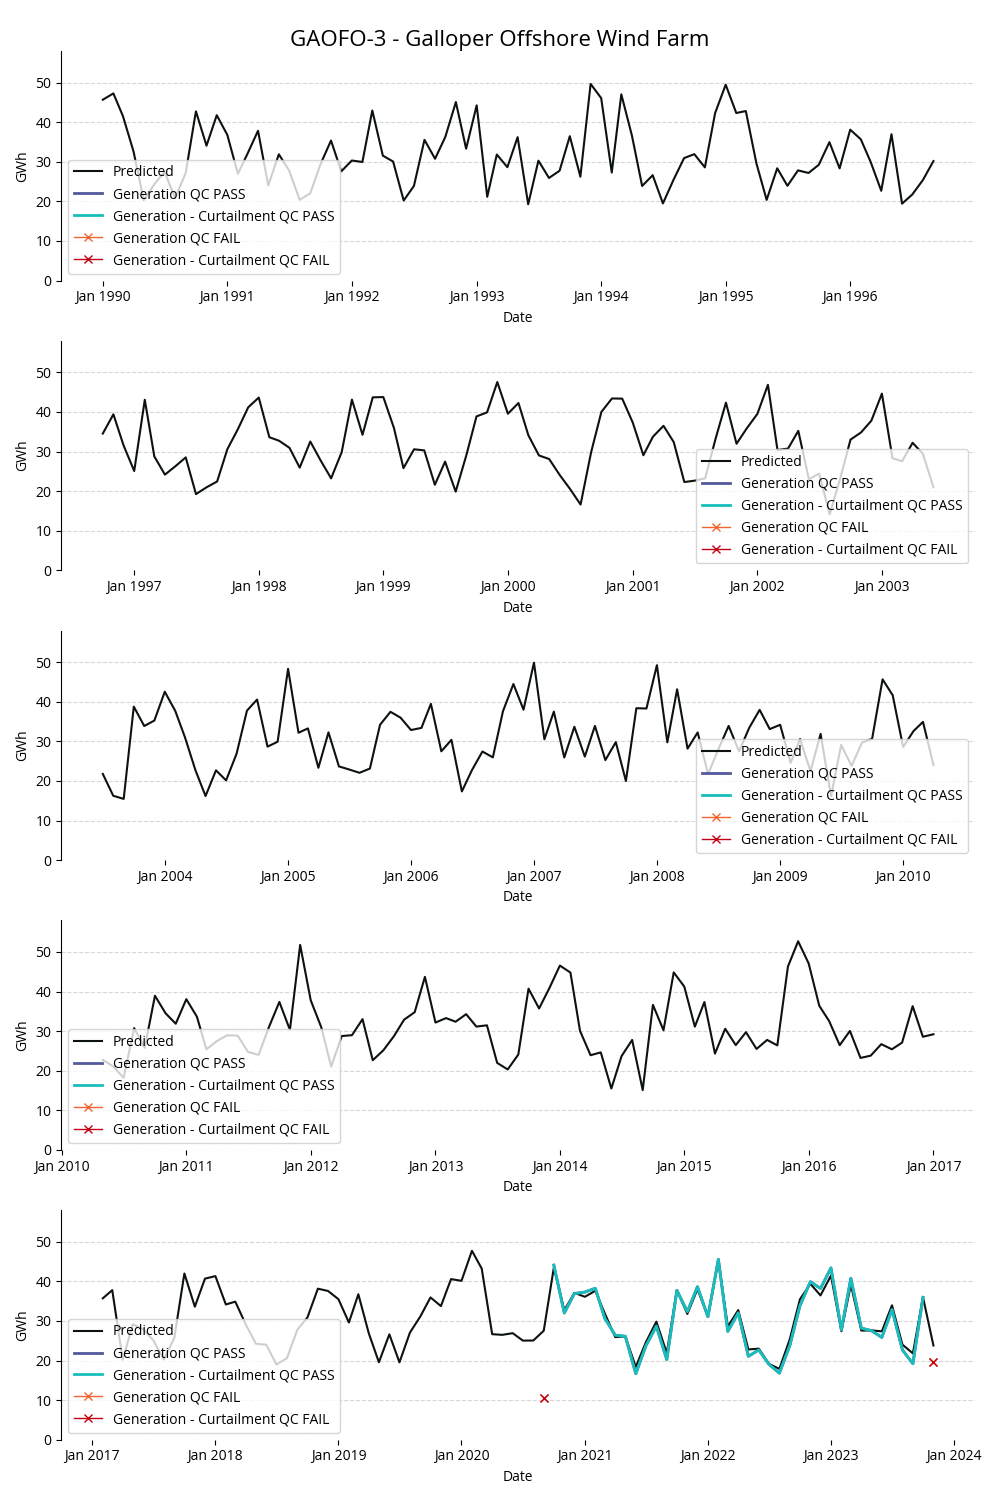 GAOFO-3 - Galloper Offshore Wind Farm
50
40
30
20
10
0
GWh
Predicted
Generation QC PASS
Generation - Curtailment QC PASS
Generation QC FAIL
Generation - Curtailment QC FAIL
Jan 1990 Jan 1991 Jan 1992 Jan 1993 Jan 1994 Jan 1995 Jan 1996
Date
50
40
30
20
10
0
GWh
Predicted
Generation QC PASS
Generation - Curtailment QC PASS
Generation QC FAIL
Generation - Curtailment QC FAIL
Jan 1997 Jan 1998 Jan 1999 Jan 2000 Jan 2001 Jan 2002 Jan 2003
Date
50
40
30
20
10
0
GWh
Predicted
Generation QC PASS
Generation - Curtailment QC PASS
Generation QC FAIL
Generation - Curtailment QC FAIL
Jan 2004 Jan 2005 Jan 2006 Jan 2007 Jan 2008 Jan 2009 Jan 2010
Date
50
40
30
20
10
0
GWh
Predicted
Generation QC PASS
Generation - Curtailment QC PASS
Generation QC FAIL
Generation - Curtailment QC FAIL
Jan 2010 Jan 2011 Jan 2012 Jan 2013 Jan 2014 Jan 2015 Jan 2016 Jan 2017
Date
50
40
30
20
10
0
GWh
Predicted
Generation QC PASS
Generation - Curtailment QC PASS
Generation QC FAIL
Generation - Curtailment QC FAIL
Jan 2017 Jan 2018 Jan 2019 Jan 2020 Jan 2021 Jan 2022 Jan 2023 Jan 2024
Date